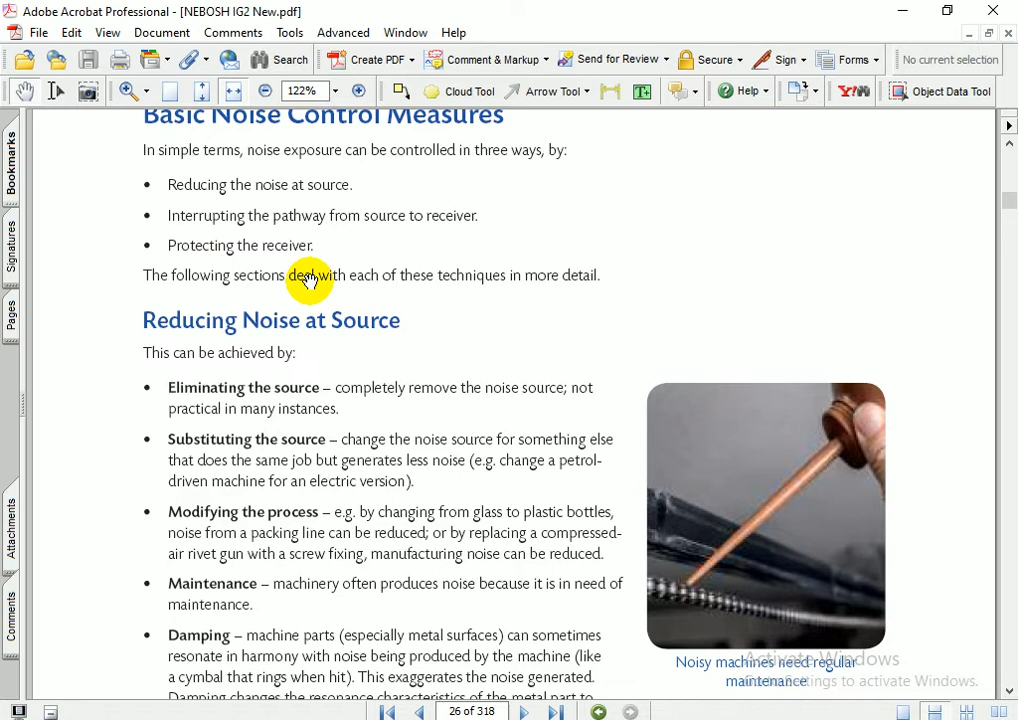 Adobe Acrobat Professional - [NEBOSH IG2 New.pdf]
File Edit View Document Comments Tools Advanced Window Help
Search Create PDF Comment & Markup Send for Review Secure Sign Forms No current selection
122% Cloud Tool Arrow Tool Help Y! Object Data Tool
Bookmarks
Signatures
Pages
Attachments
Comments
Basic Noise Control Measures
In simple terms, noise exposure can be controlled in three ways, by:
• Reducing the noise at source.
• Interrupting the pathway from source to receiver.
• Protecting the receiver.
The following sections deal with each of these techniques in more detail.
Reducing Noise at Source
This can be achieved by:
• Eliminating the source – completely remove the noise source; not
practical in many instances.
• Substituting the source – change the noise source for something else
that does the same job but generates less noise (e.g. change a petrol-
driven machine for an electric version).
• Modifying the process – e.g. by changing from glass to plastic bottles,
noise from a packing line can be reduced; or by replacing a compressed-
air rivet gun with a screw fixing, manufacturing noise can be reduced.
• Maintenance – machinery often produces noise because it is in need of
maintenance.
• Damping – machine parts (especially metal surfaces) can sometimes
resonate in harmony with noise being produced by the machine (like
a cymbal that rings when hit). This exaggerates the noise generated.
Damping changes the resonance characteristics of the metal part to
Noisy machines need regular
maintenance
Activate Windows
Go to Settings to activate Windows.
26 of 318